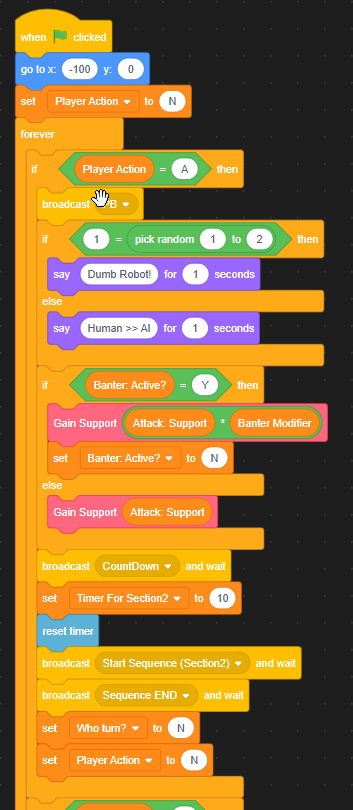 when clicked
go to x: -100 y: 0
set Player Action to N
forever
if Player Action = A then
broadcast B
if 1 = pick random 1 to 2 then
say Dumb Robot! for 1 seconds
else
say Human >> AI for 1 seconds
if Banter: Active? = Y then
Gain Support Attack: Support * Banter Modifier
set Banter: Active? to N
else
Gain Support Attack: Support
broadcast CountDown and wait
set Timer For Section2 to 10
reset timer
broadcast Start Sequence (Section2) and wait
broadcast Sequence END and wait
set Who turn? to N
set Player Action to N